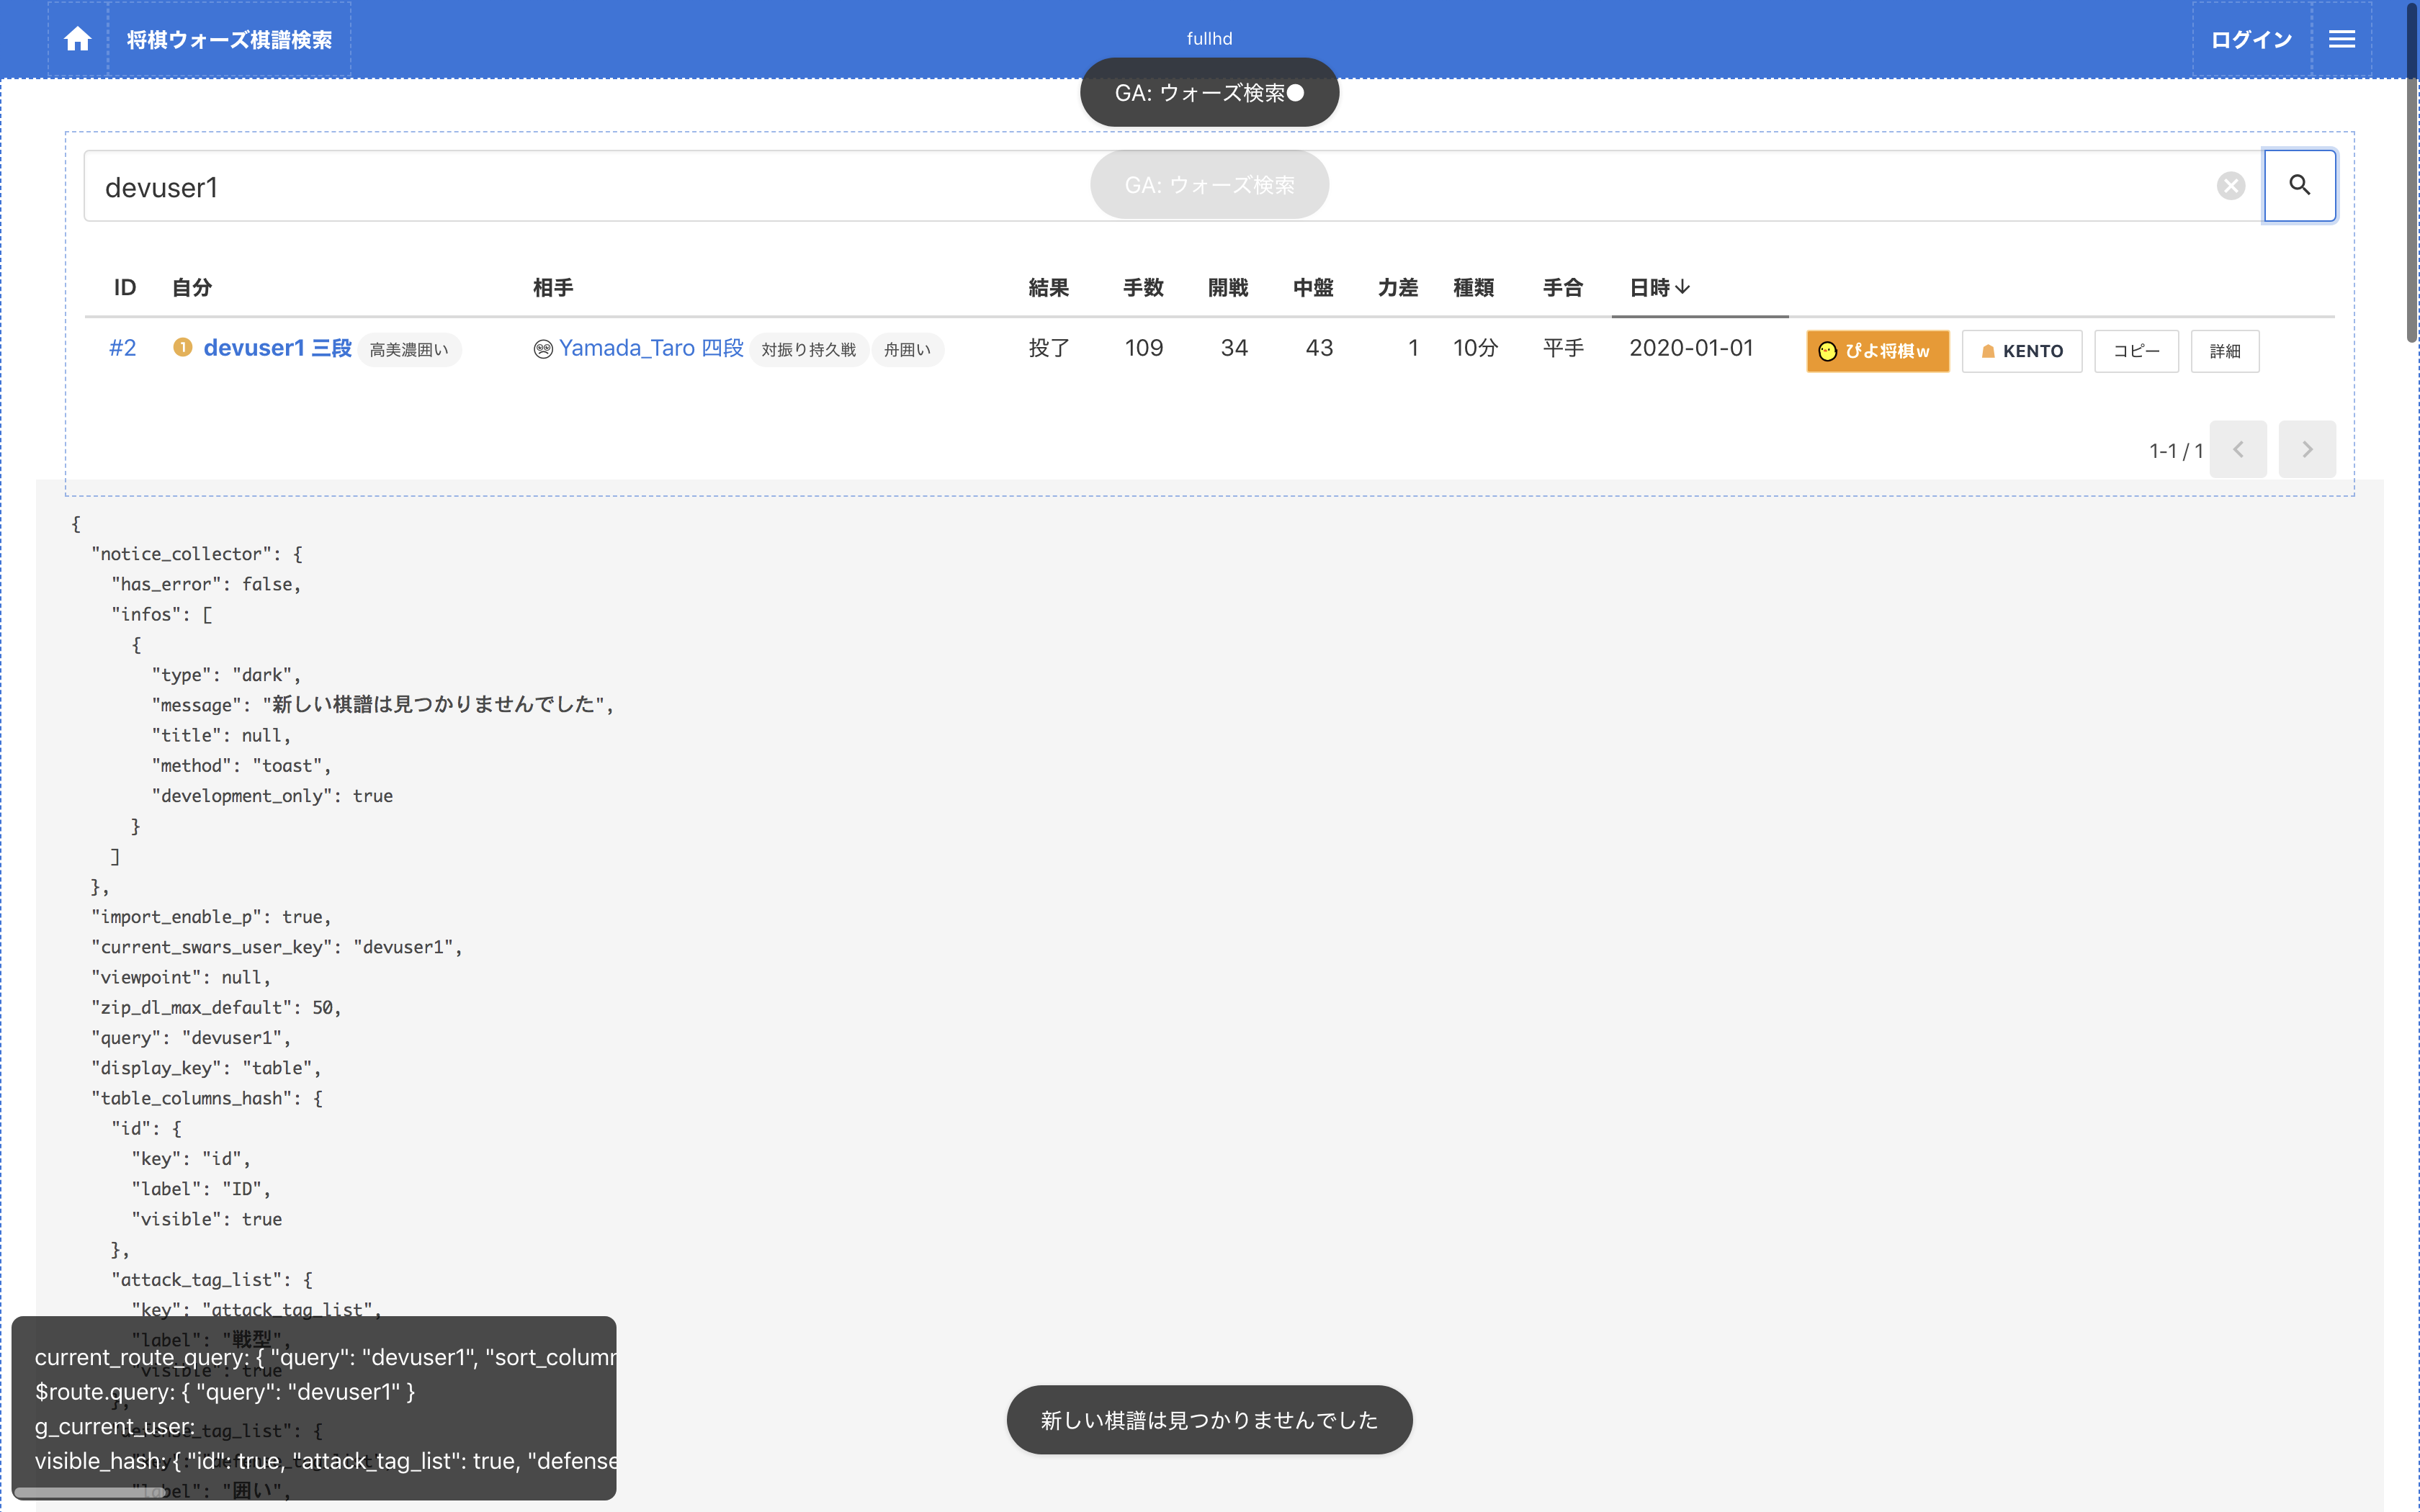 将棋ウォーズ棋譜検索
fullhd
ログイン
GA: ウォーズ検索●
devuser1
GA: ウォーズ検索
ID 自分 相手 結果 手数 開戦 中盤 力差 種類 手合 日時↓
#2 1 devuser1 三段 高美濃囲い Yamada_Taro 四段 対振り持久戦 舟囲い 投了 109 34 43 1 10分 平手 2020-01-01 ぴよ将棋w KENTO コピー 詳細
1-1 / 1
{
"notice_collector": {
"has_error": false,
"infos": [
{
"type": "dark",
"message": "新しい棋譜は見つかりませんでした",
"title": null,
"method": "toast",
"development_only": true
}
]
},
"import_enable_p": true,
"current_swars_user_key": "devuser1",
"viewpoint": null,
"zip_dl_max_default": 50,
"query": "devuser1",
"display_key": "table",
"table_columns_hash": {
"id": {
"key": "id",
"label": "ID",
"visible": true
},
"attack_tag_list": {
"key": "attack_tag_list",
"label": "戦型",
"visible": true
current_route_query: { "query": "devuser1", "sort_column
$route.query: { "query": "devuser1" }
g_current_user:
visible_hash: { "id": true, "attack_tag_list": true, "defense
"label": "囲い",
新しい棋譜は見つかりませんでした